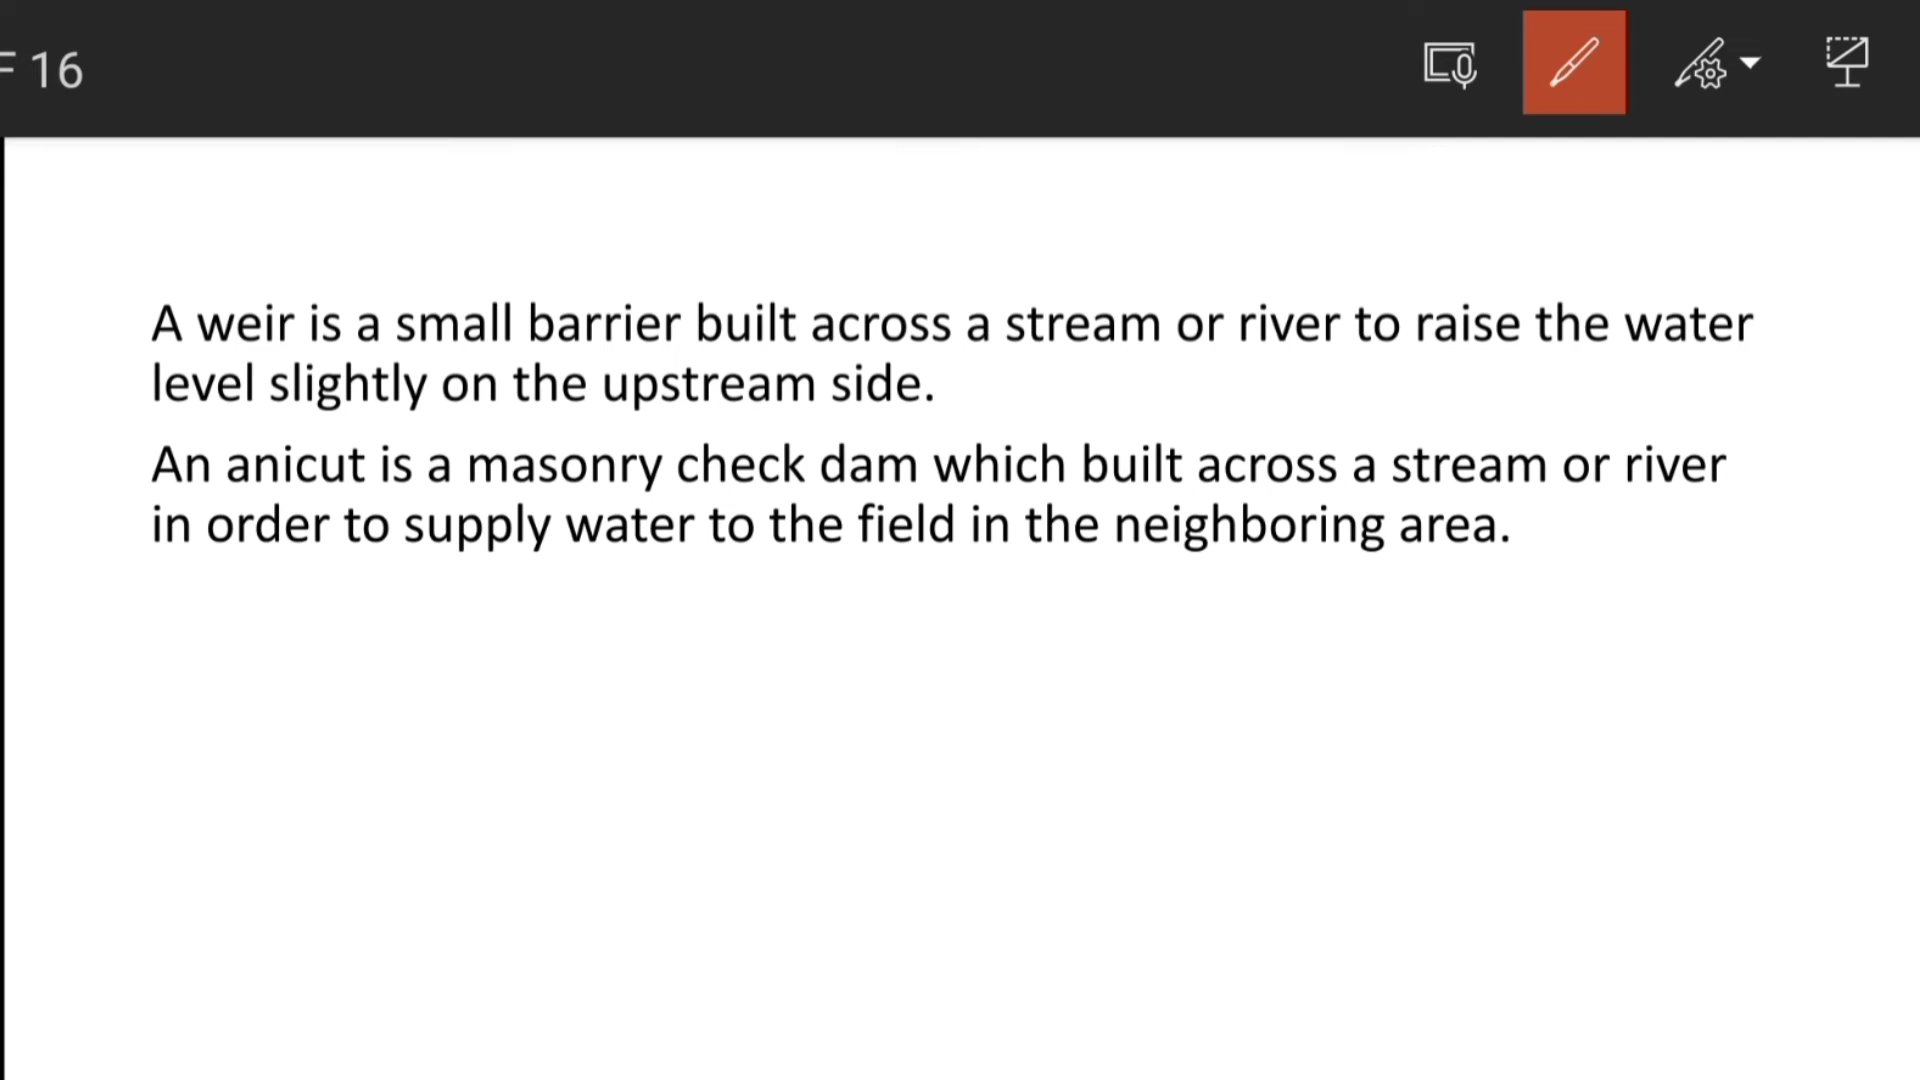 F 16
A weir is a small barrier built across a stream or river to raise the water
level slightly on the upstream side.
An anicut is a masonry check dam which built across a stream or river
in order to supply water to the field in the neighboring area.